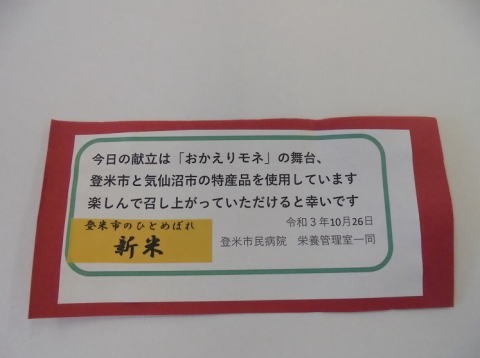 今日の献立は「おかえりモネ」の舞台、
登米市と気仙沼市の特産品を使用しています
楽しんで召し上がっていただけると幸いです
令和3年10月26日
登米市民病院　栄養管理室一同
登米市のひとめぼれ
新米